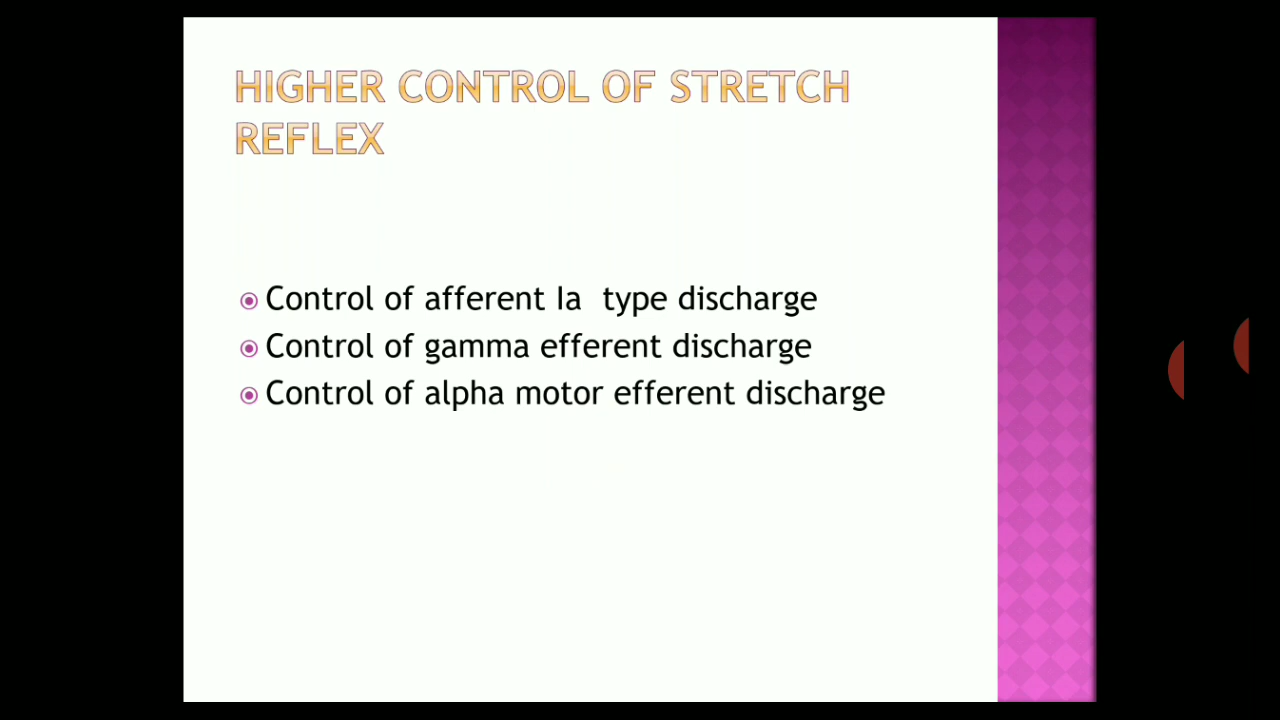 HIGHER CONTROL OF STRETCH
REFLEX
Control of afferent Ia type discharge
Control of gamma efferent discharge
Control of alpha motor efferent discharge